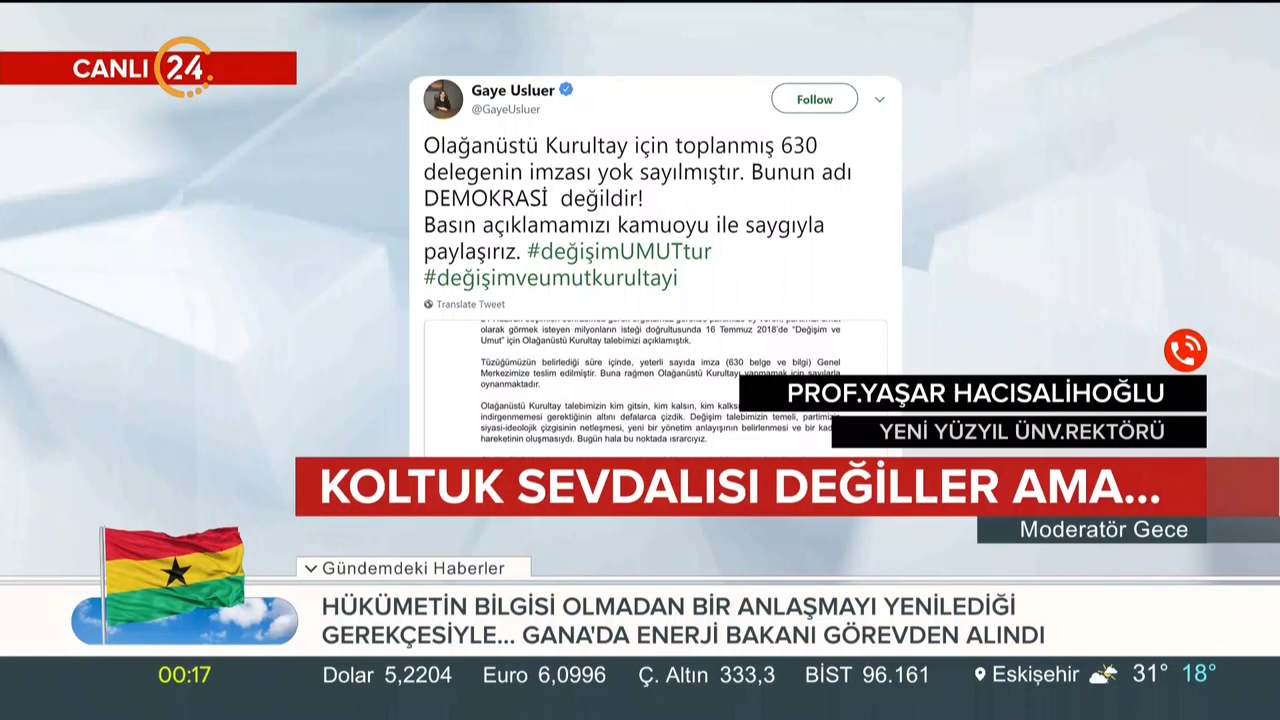 CANLI 24
Gaye Usluer
@GayeUsluer
Follow
Olağanüstü Kurultay için toplanmış 630
delegenin imzası yok sayılmıştır. Bunun adı
DEMOKRASİ değildir!
Basın açıklamamızı kamuoyu ile saygıyla
paylaşırız. #değişimUMUTtur
#değişimveumutkurultayi
Translate Tweet
olarak görmek isteyen milyonların isteği doğrultusunda 16 Temmuz 2018'de "Değişim ve
Umut" için Olağanüstü Kurultay talebimizi açıklamıştık.
Tüzüğümüzün belirlediği süre içinde, yeterli sayıda imza (630 belge ve bilgi) Genel
Merkezimize teslim edilmiştir. Buna rağmen Olağanüstü Kurultayı yapmamak için sayılarla
oynanmaktadır.
Olağanüstü Kurultay talebimizin kim gitsin, kim kalsın, kim
indirgenmemesi gerektiğinin altını defalarca çizdik. Değişim talebimizin temeli, partimizin
siyasi-ideolojik çizgisinin netleşmesi, yeni bir yönetim anlayışının belirlenmesi ve bir
hareketinin oluşmasıydı. Bugün hala bu noktada ısrarcıyız.
PROF.YAŞAR HACISALİHOĞLU
YENİ YÜZYIL ÜNV.REKTÖRÜ
KOLTUK SEVDALISI DEĞİLLER AMA...
Moderatör Gece
Gündemdeki Haberler
HÜKÜMETİN BİLGİSİ OLMADAN BİR ANLAŞMAYI YENİLEDİĞİ
GEREKÇESİYLE... GANA'DA ENERJİ BAKANI GÖREVDEN ALINDI
00:17 Dolar 5,2204 Euro 6,0996 Ç. Altın 333,3 BİST 96.161 Eskişehir 31° 18°